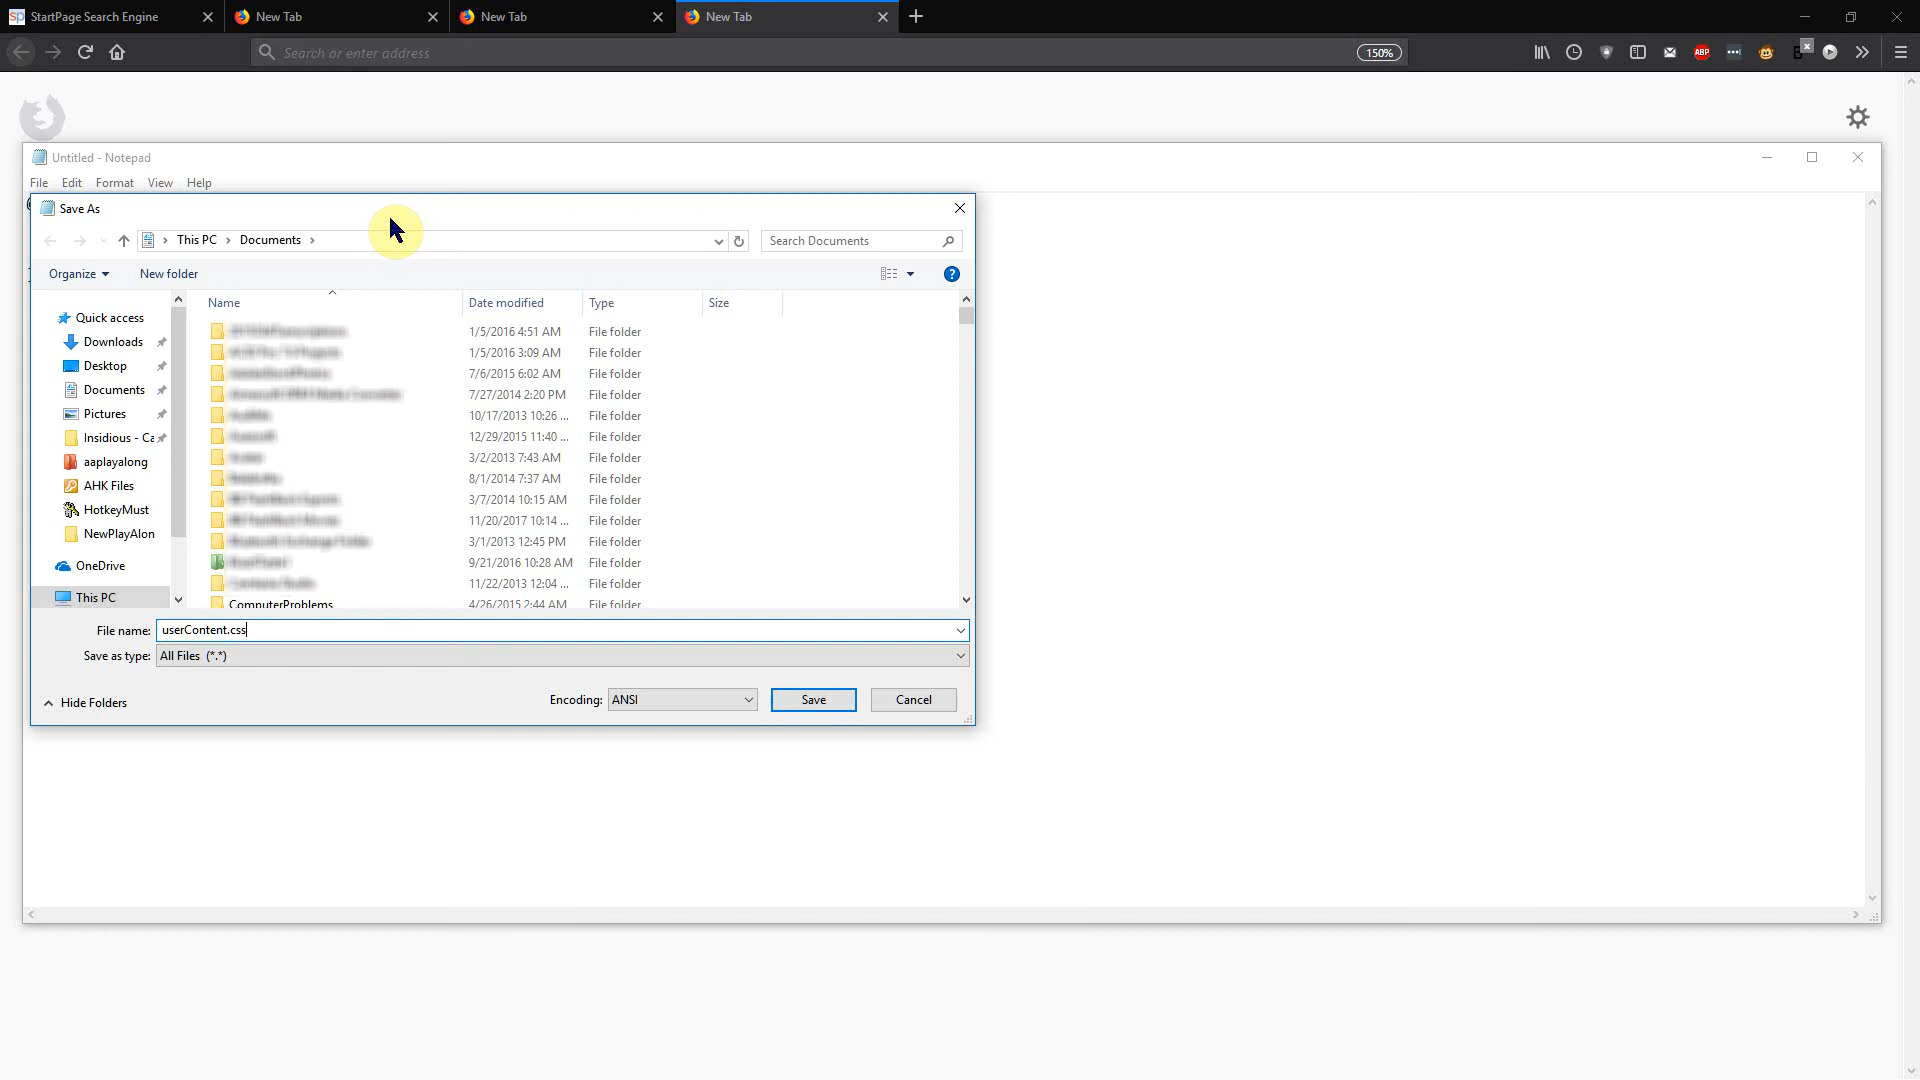 StartPage Search Engine
New Tab
New Tab
New Tab
Search or enter address
150%
ABP
Untitled - Notepad
File Edit Format View Help
Save As
This PC > Documents >
Search Documents
Organize
New folder
Name
Date modified
Type
Size
Quick access
Downloads
Desktop
Documents
Pictures
Insidious - Ca
aaplayalong
AHK Files
HotkeyMust
NewPlayAlon
OneDrive
This PC
1/5/2016 4:51 AM File folder
1/5/2016 3:09 AM File folder
7/6/2015 6:02 AM File folder
7/27/2014 2:20 PM File folder
10/17/2013 10:26 ... File folder
12/29/2015 11:40 ... File folder
3/2/2013 7:43 AM File folder
8/1/2014 7:37 AM File folder
3/7/2014 10:15 AM File folder
11/20/2017 10:14 ... File folder
3/1/2013 12:45 PM File folder
9/21/2016 10:28 AM File folder
11/22/2013 12:04 ... File folder
ComputerProblems 4/26/2015 2:44 AM File folder
File name: userContent.css
Save as type: All Files (*.*)
Hide Folders
Encoding: ANSI
Save
Cancel